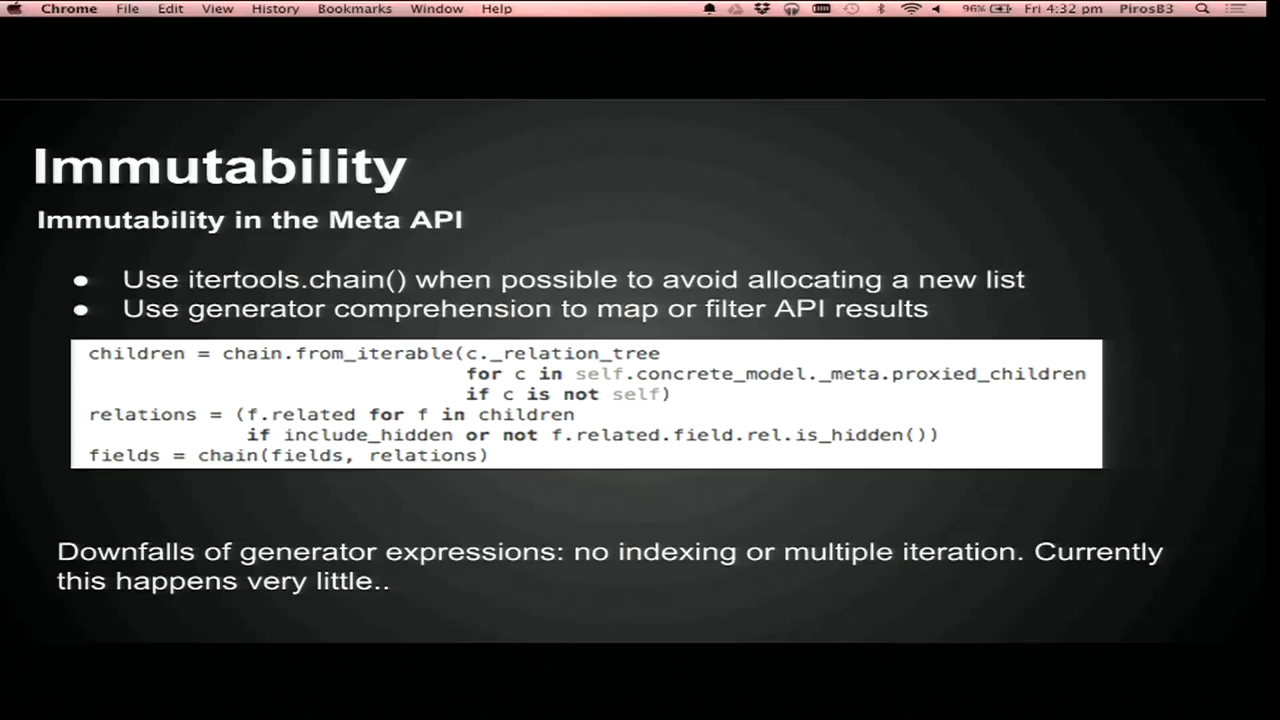 Chrome File Edit View History Bookmarks Window Help 96% Fri 4:32 pm PirosB3
Immutability
Immutability in the Meta API
● Use itertools.chain() when possible to avoid allocating a new list
● Use generator comprehension to map or filter API results
children = chain.from_iterable(c._relation_tree
for c in self.concrete_model._meta.proxied_children
if c is not self)
relations = (f.related for f in children
if include_hidden or not f.related.field.rel.is_hidden())
fields = chain(fields, relations)
Downfalls of generator expressions: no indexing or multiple iteration. Currently
this happens very little..